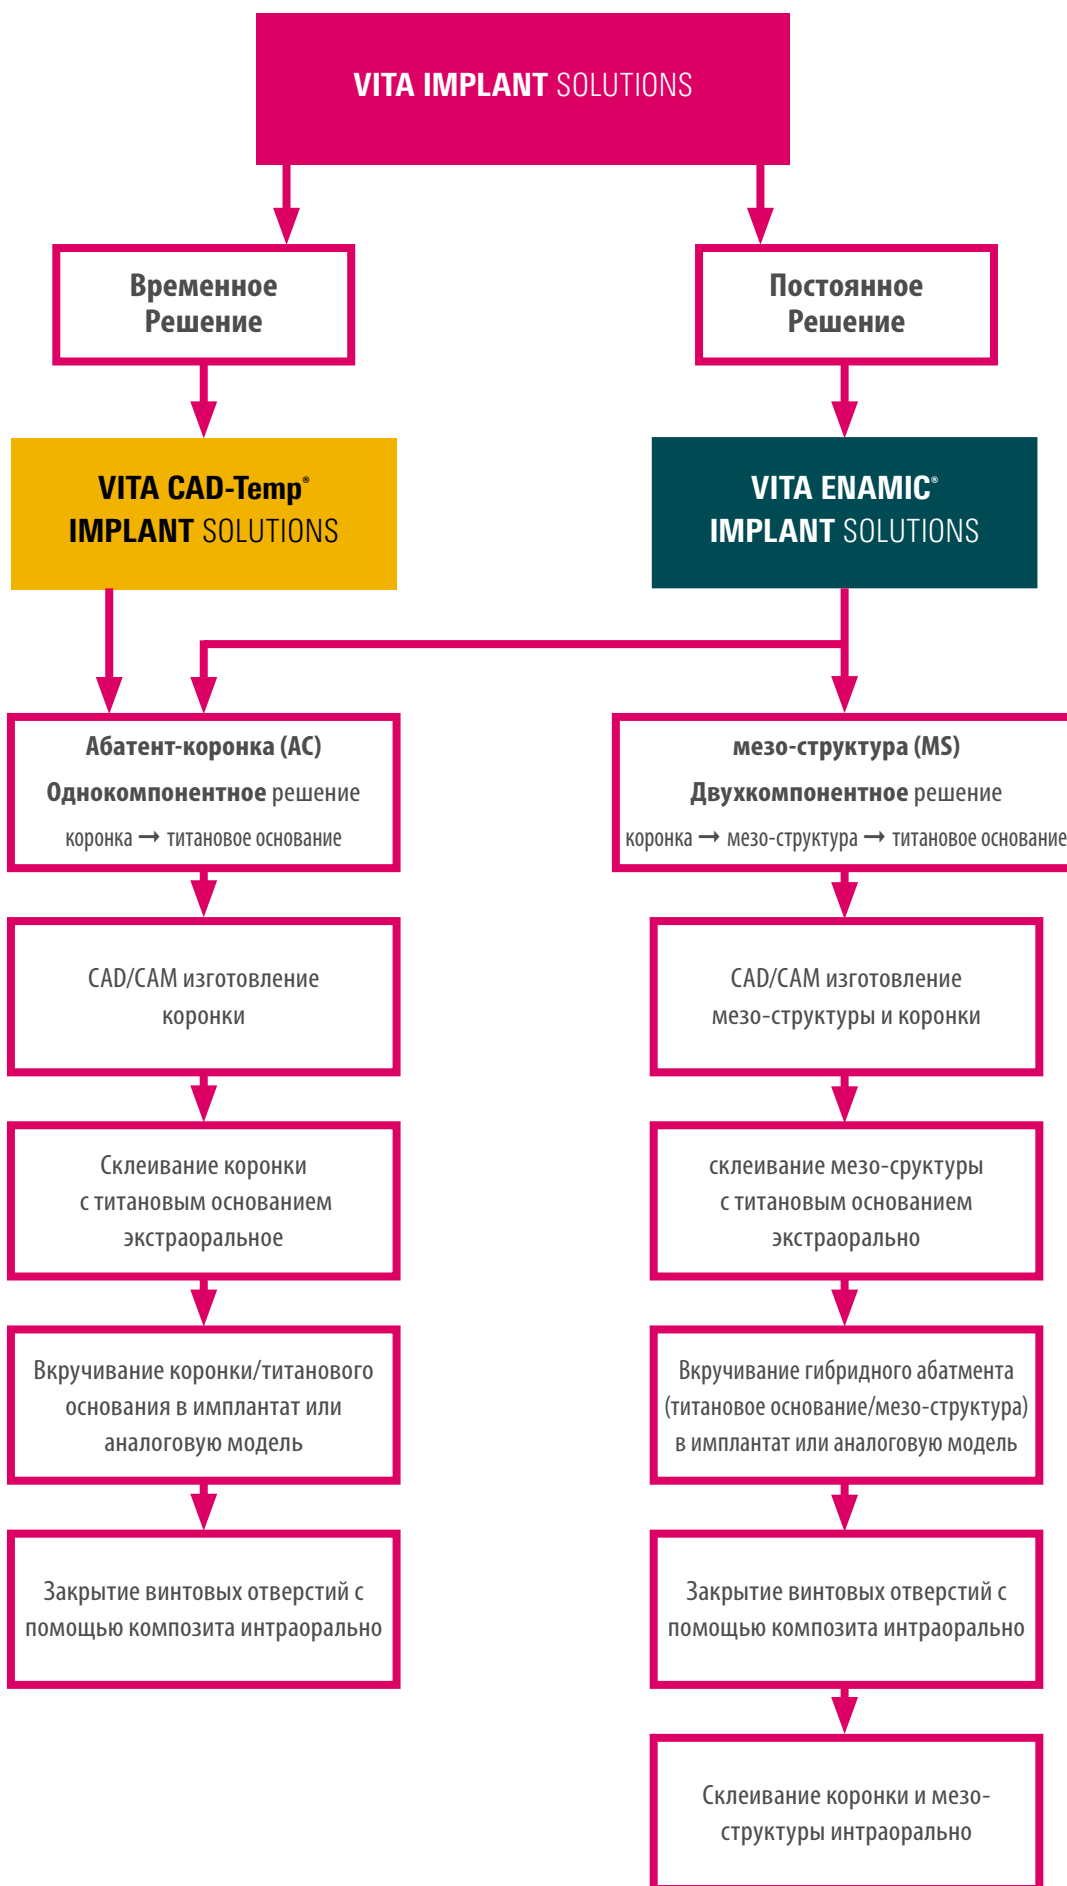 VITA IMPLANT SOLUTIONS
Временное
Решение
Постоянное
Решение
VITA CAD-Temp®
IMPLANT SOLUTIONS
VITA ENAMIC®
IMPLANT SOLUTIONS
Абатент-коронка (AC)
Однокомпонентное решение
коронка → титановое основание
мезо-структура (MS)
Двухкомпонентное решение
коронка → мезо-структура → титановое основание
CAD/CAM изготовление
коронки
CAD/CAM изготовление
мезо-структуры и коронки
Склеивание коронки
с титановым основанием
экстраоральное
склеивание мезо-сруктуры
с титановым основанием
экстраорально
Вкручивание коронки/титанового
основания в имплантат или
аналоговую модель
Вкручивание гибридного абатмента
(титановое основание/мезо-структура)
в имплантат или аналоговую модель
Закрытие винтовых отверстий с
помощью композита интраорально
Закрытие винтовых отверстий с
помощью композита интраорально
Склеивание коронки и мезо-
структуры интраорально